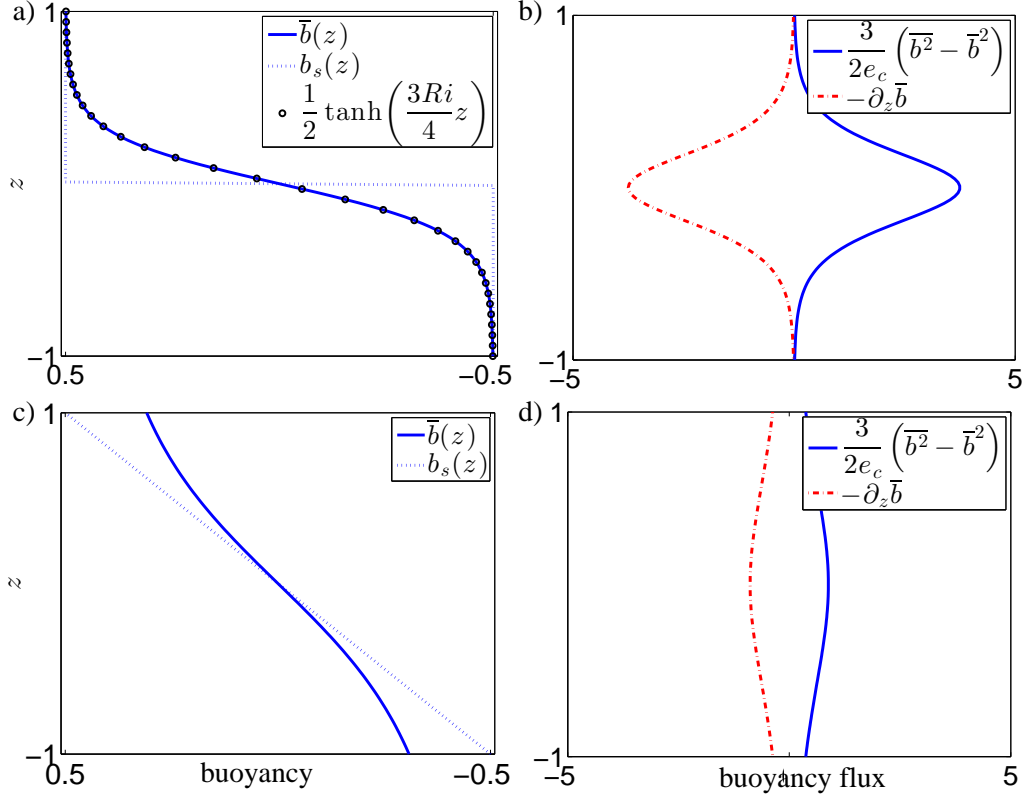 a)
1
z
-1
0.5
-0.5
b̄(z)
b_s(z)
1/2 tanh(3Ri/4 z)
b)
1
-1
-5
5
3/(2e_c) (\overline{b^2} − b̄^2)
−∂_z b̄
c)
1
z
-1
0.5
buoyancy
-0.5
b̄(z)
b_s(z)
d)
1
-1
-5
buoyancy flux
5
3/(2e_c) (\overline{b^2} − b̄^2)
−∂_z b̄